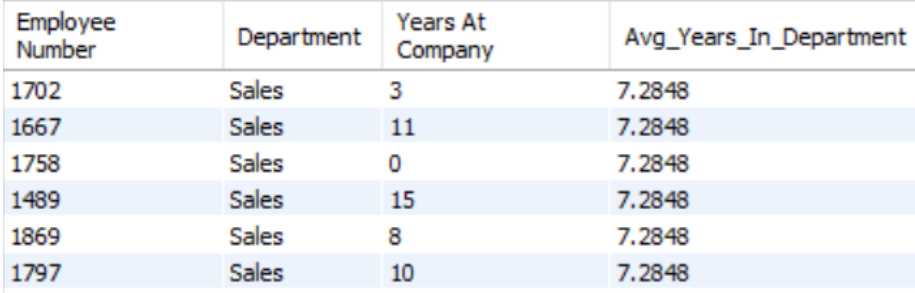 Employee Number Department Years At Company Avg_Years_In_Department
1702 Sales 3 7.2848
1667 Sales 11 7.2848
1758 Sales 0 7.2848
1489 Sales 15 7.2848
1869 Sales 8 7.2848
1797 Sales 10 7.2848